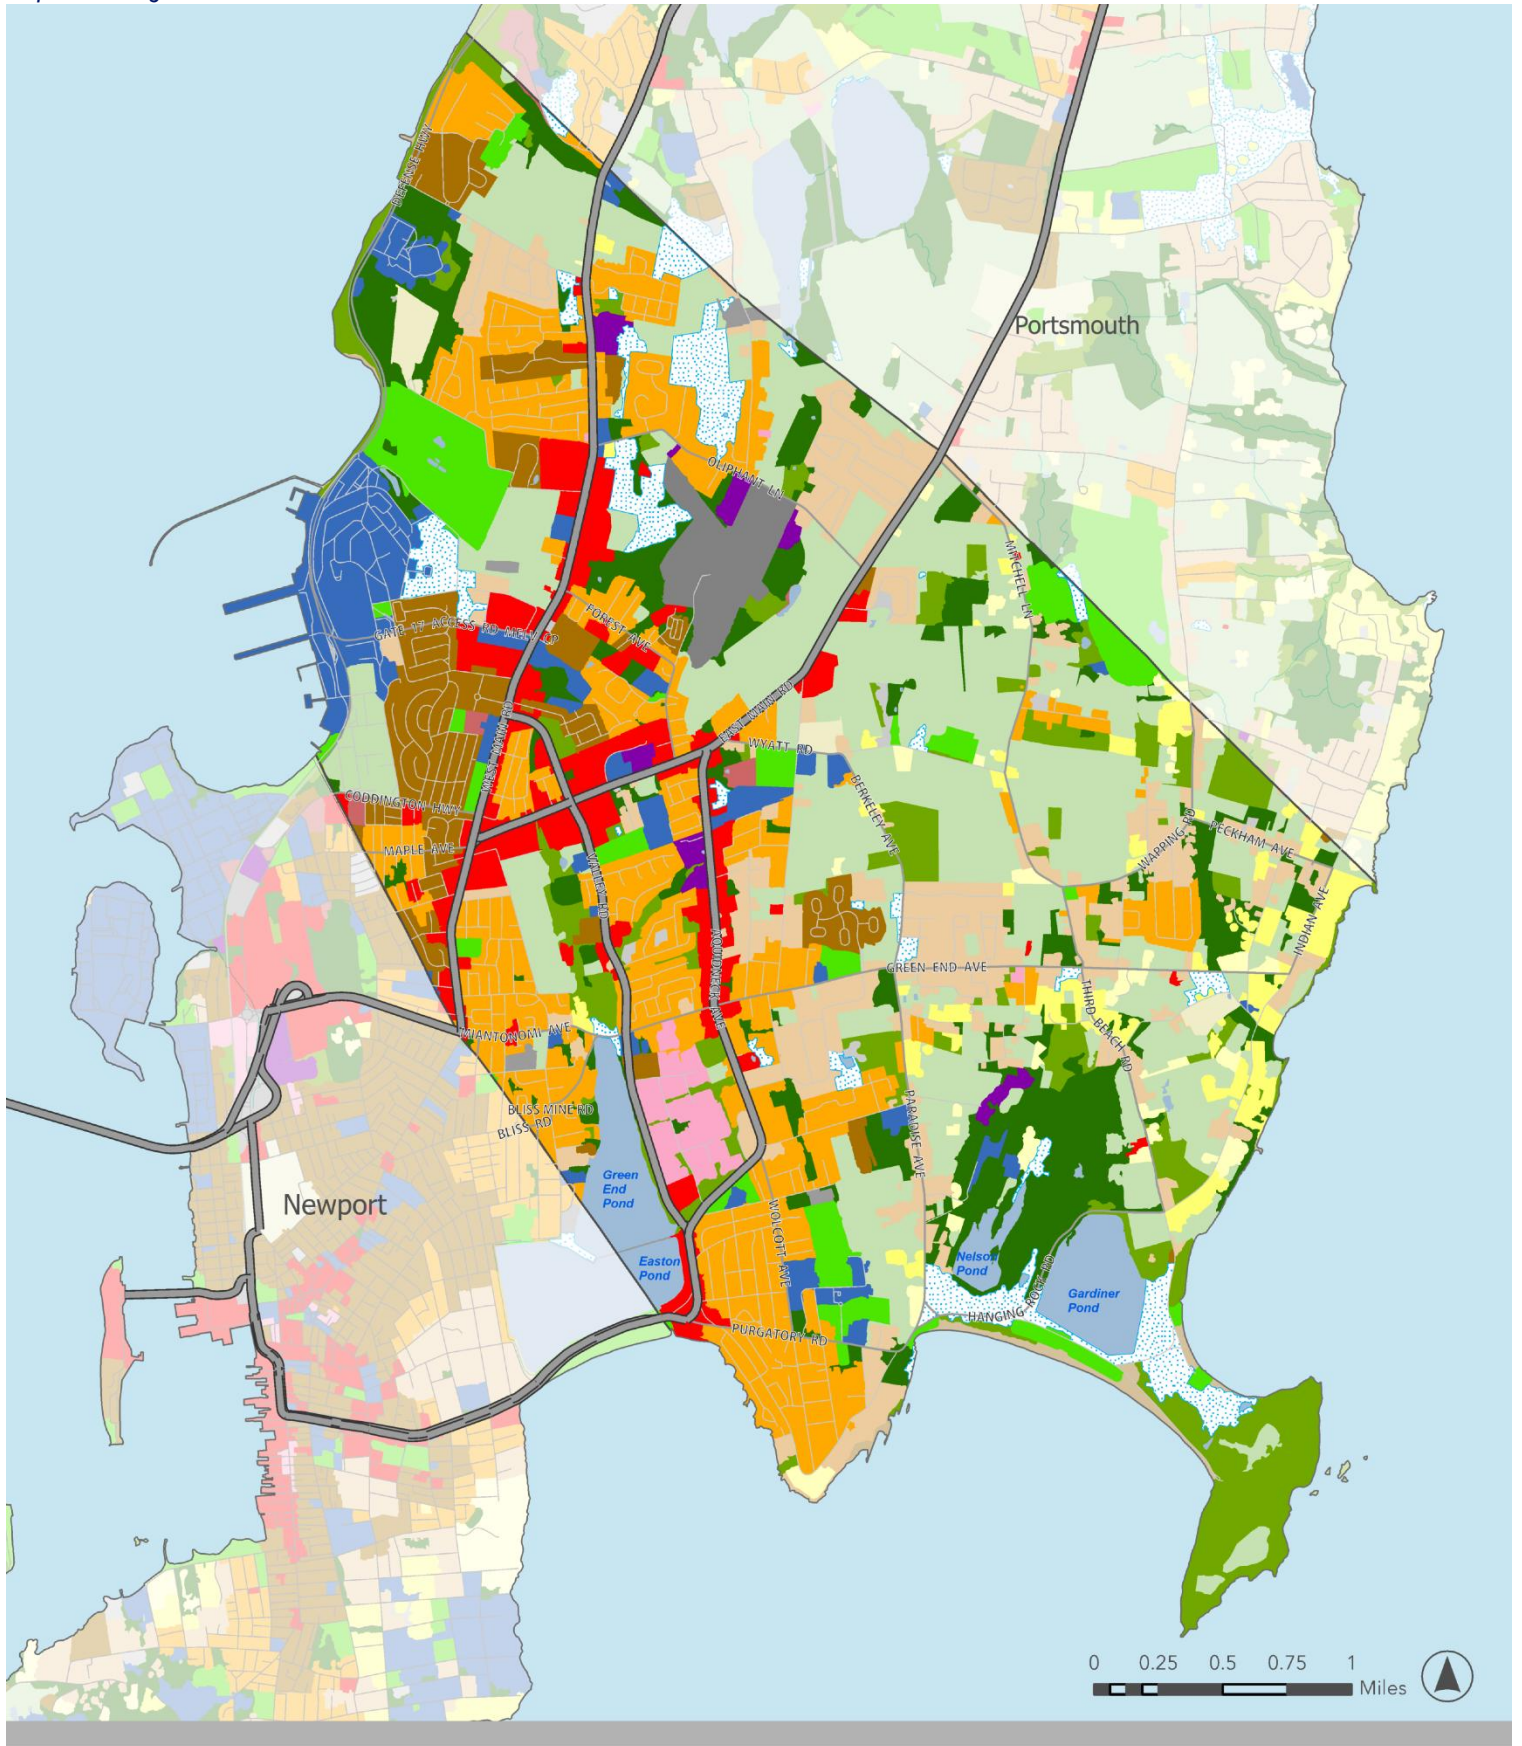 DEFENSE HWY
Portsmouth
OLIPHANT LN
MITCHELL LN
FOREST AVE
GATE 17 ACCESS RD MELV LP
WEST MAIN RD
EAST MAIN RD
WYATT RD
BERKELEY AVE
CODDINGTON HWY
MAPLE AVE
VALLEY RD
WAPPING RD
PECKHAM AVE
INDIAN AVE
AQUIDNECK AVE
GREEN END AVE
THIRD BEACH RD
MIANTONOMI AVE
BLISS MINE RD
BLISS RD
PARADISE AVE
Newport
Green
End
Pond
WOLCOTT AVE
Easton
Pond
Nelson
Pond
Gardiner
Pond
HANGING ROCK RD
PURGATORY RD
0 0.25 0.5 0.75 1
Miles